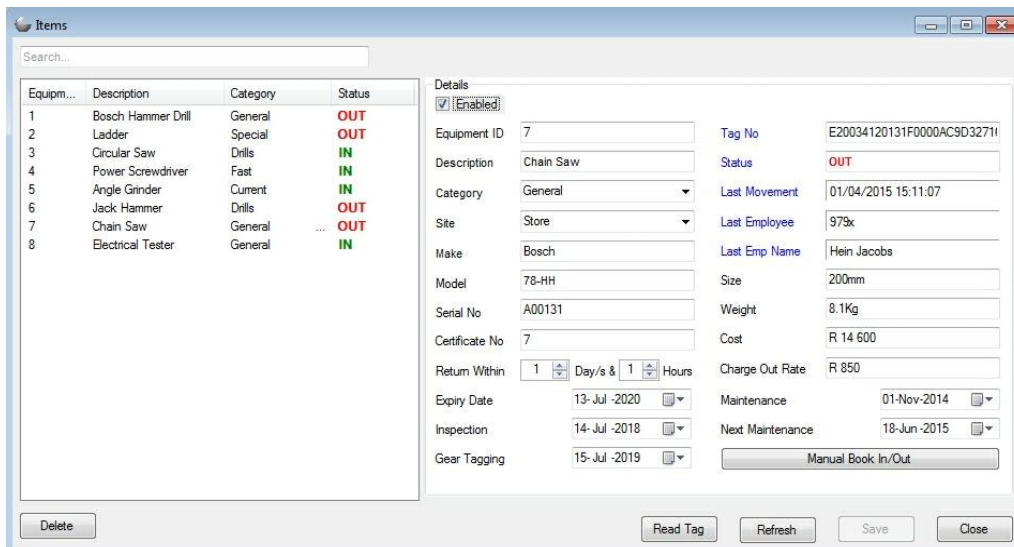 Items
Search...
Equipm... Description Category Status
1 Bosch Hammer Drill General OUT
2 Ladder Special OUT
3 Circular Saw Drills IN
4 Power Screwdriver Fast IN
5 Angle Grinder Current IN
6 Jack Hammer Drills OUT
7 Chain Saw General ... OUT
8 Electrical Tester General IN
Details
Enabled
Equipment ID 7 Tag No E20034120131F0000AC9D3271
Description Chain Saw Status OUT
Category General Last Movement 01/04/2015 15:11:07
Site Store Last Employee 979x
Make Bosch Last Emp Name Hein Jacobs
Model 78-HH Size 200mm
Serial No A00131 Weight 8.1Kg
Certificate No 7 Cost R 14 600
Return Within 1 Day/s & 1 Hours Charge Out Rate R 850
Expiry Date 13- Jul -2020 Maintenance 01-Nov-2014
Inspection 14- Jul -2018 Next Maintenance 18-Jun -2015
Gear Tagging 15- Jul -2019 Manual Book In/Out
Delete Read Tag Refresh Save Close